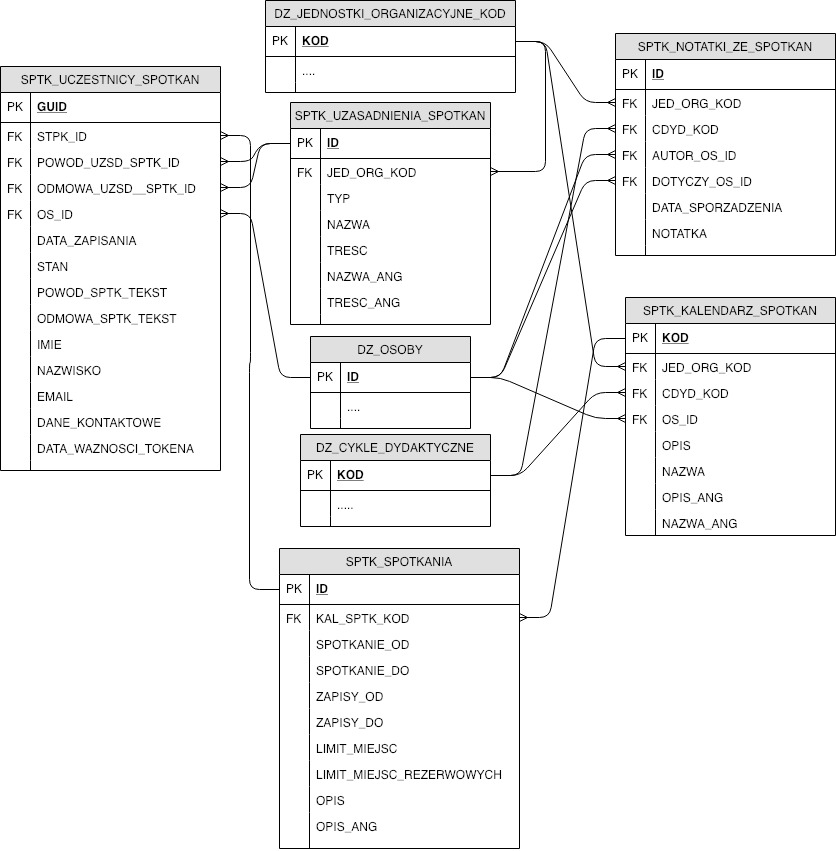 DZ_JEDNOSTKI_ORGANIZACYJNE_KOD
PK KOD
....
SPTK_UCZESTNICY_SPOTKAN
PK GUID
FK STPK_ID
FK POWOD_UZSD_SPTK_ID
FK ODMOWA_UZSD__SPTK_ID
FK OS_ID
DATA_ZAPISANIA
STAN
POWOD_SPTK_TEKST
ODMOWA_SPTK_TEKST
IMIE
NAZWISKO
EMAIL
DANE_KONTAKTOWE
DATA_WAZNOSCI_TOKENA
SPTK_UZASADNIENIA_SPOTKAN
PK ID
FK JED_ORG_KOD
TYP
NAZWA
TRESC
NAZWA_ANG
TRESC_ANG
SPTK_NOTATKI_ZE_SPOTKAN
PK ID
FK JED_ORG_KOD
FK CDYD_KOD
FK AUTOR_OS_ID
FK DOTYCZY_OS_ID
DATA_SPORZADZENIA
NOTATKA
DZ_OSOBY
PK ID
....
DZ_CYKLE_DYDAKTYCZNE
PK KOD
.....
SPTK_KALENDARZ_SPOTKAN
PK KOD
FK JED_ORG_KOD
FK CDYD_KOD
FK OS_ID
OPIS
NAZWA
OPIS_ANG
NAZWA_ANG
SPTK_SPOTKANIA
PK ID
FK KAL_SPTK_KOD
SPOTKANIE_OD
SPOTKANIE_DO
ZAPISY_OD
ZAPISY_DO
LIMIT_MIEJSC
LIMIT_MIEJSC_REZERWOWYCH
OPIS
OPIS_ANG